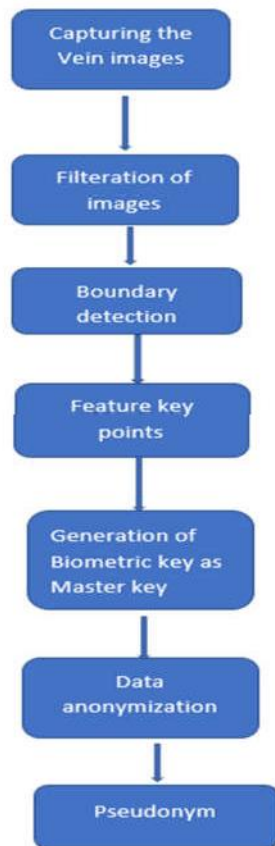 Capturing the
Vein images
Filteration of
images
Boundary
detection
Feature key
points
Generation of
Biometric key as
Master key
Data
anonymization
Pseudonym